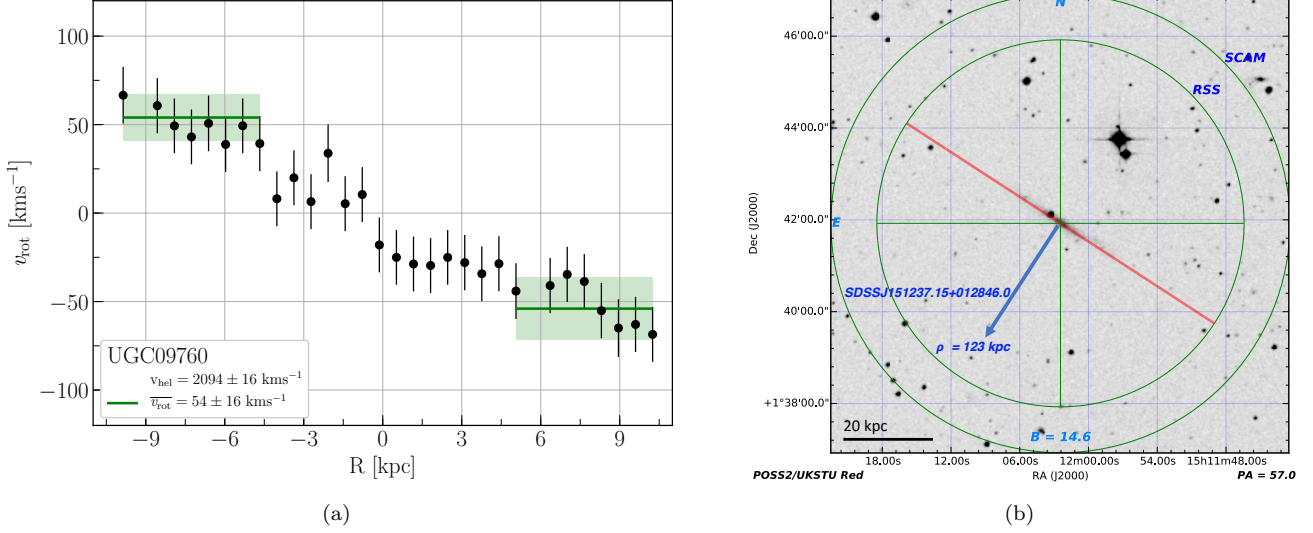 100
50
0
−50
−100
v_rot [kms⁻¹]
UGC09760
v_hel = 2094 ± 16 kms⁻¹
v̅_rot = 54 ± 16 kms⁻¹
−9 −6 −3 0 3 6 9
R [kpc]
(a)
N
46'00.0"
SCAM
RSS
44'00.0"
Dec (J2000)
42'00.0"
E
SDSSJ151237.15+012846.0
40'00.0"
ρ = 123 kpc
+1°38'00.0"
20 kpc
B = 14.6
18.00s 12.00s 06.00s 12m00.00s 54.00s 15h11m48.00s
POSS2/UKSTU Red RA (J2000) PA = 57.0
(b)